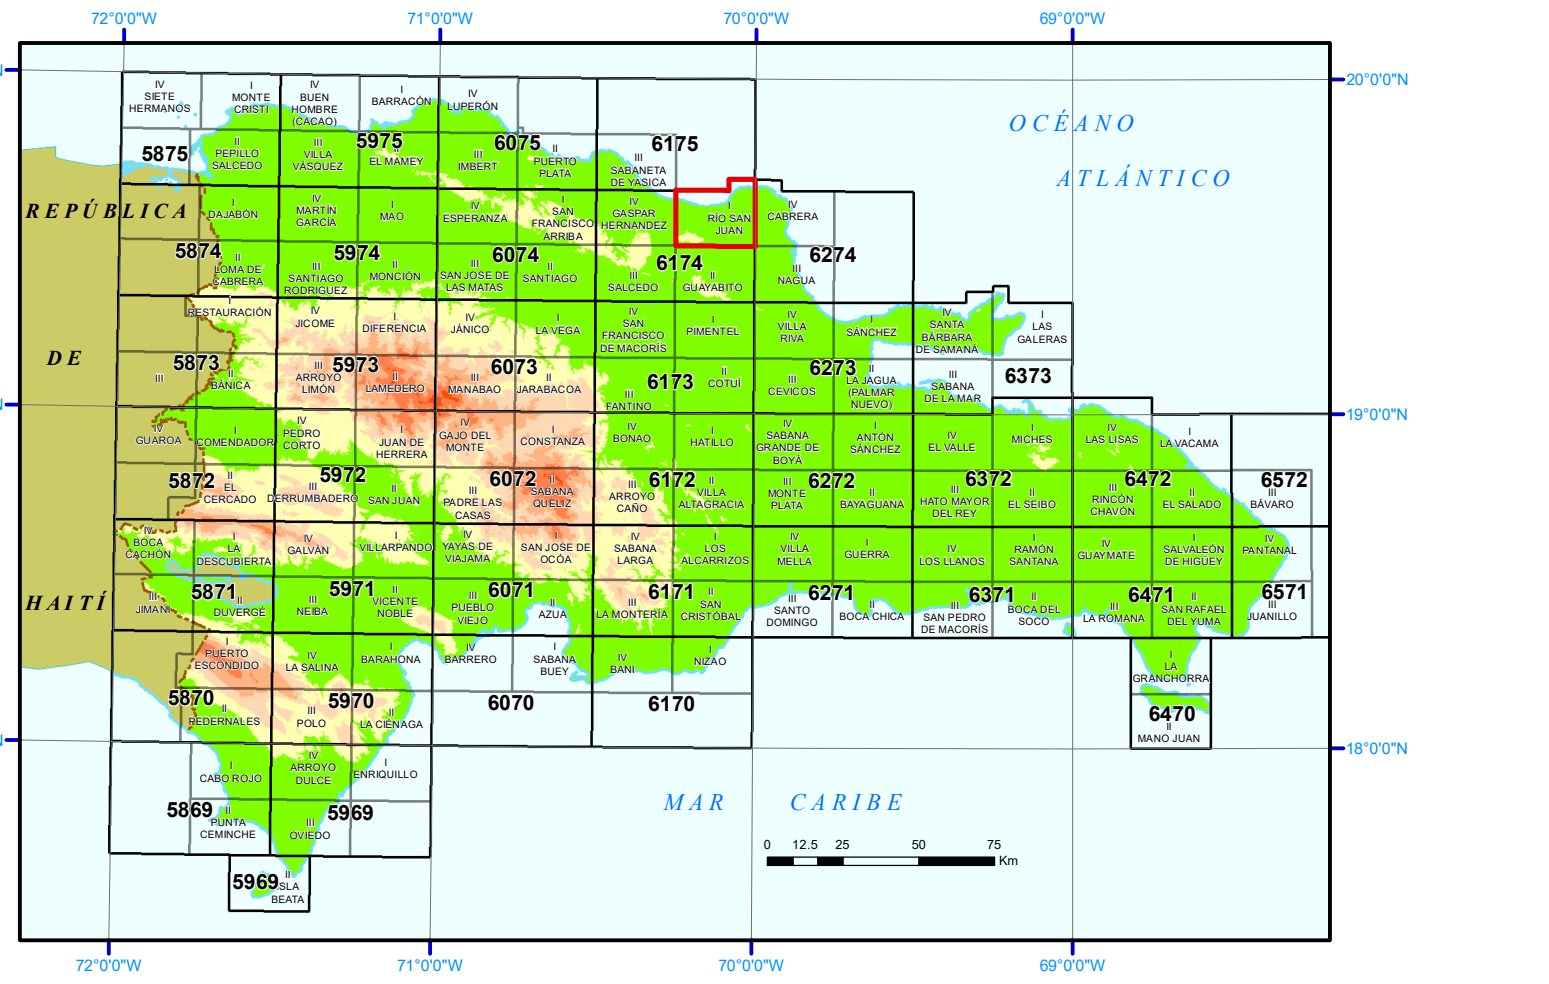 72°0'0"W
71°0'0"W
70°0'0"W
69°0'0"W
20°0'0"N
19°0'0"N
18°0'0"N
OCÉANO
ATLÁNTICO
IV
SIETE
HERMANOS
I
MONTE
CRISTI
IV
BUEN
HOMBRE
(CACAO)
I
BARRACÓN
IV
LUPERÓN
5875
II
PEPILLO
SALCEDO
III
VILLA
VÁSQUEZ
5975
II
EL MAMEY
III
IMBERT
6075
II
PUERTO
PLATA
III
SABANETA
DE YASICA
6175
REPÚBLICA
I
DAJABÓN
IV
MARTÍN
GARCÍA
I
MAO
IV
ESPERANZA
I
SAN
FRANCISCO
ARRIBA
IV
GASPAR
HERNANDEZ
I
RÍO SAN
JUAN
IV
CABRERA
5874
II
LOMA DE
CABRERA
III
SANTIAGO
RODRIGUEZ
5974
II
MONCIÓN
III
SAN JOSE DE
LAS MATAS
6074
II
SANTIAGO
III
SALCEDO
6174
II
GUAYABITO
III
NAGUA
6274
I
RESTAURACIÓN
IV
JICOME
I
DIFERENCIA
IV
JÁNICO
I
LA VEGA
IV
SAN
FRANCISCO
DE MACORÍS
I
PIMENTEL
IV
VILLA
RIVA
I
SÁNCHEZ
IV
SANTA
BÁRBARA
DE SAMANÁ
I
LAS
GALERAS
DE
III
5873
II
BÁNICA
III
ARROYO
LIMÓN
5973
II
LAMEDERO
III
MANABAO
6073
II
JARABACOA
III
FANTINO
6173
II
COTUÍ
III
CEVICOS
6273
II
LA JAGUA
(PALMAR
NUEVO)
III
SABANA
DE LA MAR
6373
IV
GUAROA
I
COMENDADOR
IV
PEDRO
CORTO
I
JUAN DE
HERRERA
IV
GAJO DEL
MONTE
I
CONSTANZA
IV
BONAO
I
HATILLO
IV
SABANA
GRANDE DE
BOYÁ
I
ANTÓN
SÁNCHEZ
IV
EL VALLE
I
MICHES
IV
LAS LISAS
I
LA VACAMA
5872
II
EL
CERCADO
III
DERRUMBADERO
5972
II
SAN JUAN
III
PADRE LAS
CASAS
6072
II
SABANA
QUELIZ
III
ARROYO
CAÑO
6172
II
VILLA
ALTAGRACIA
III
MONTE
PLATA
6272
II
BAYAGUANA
III
HATO MAYOR
DEL REY
6372
II
EL SEIBO
III
RINCÓN
CHAVÓN
6472
II
EL SALADO
6572
III
BÁVARO
IV
BOCA
CACHÓN
I
LA
DESCUBIERTA
IV
GALVÁN
I
VILLARPANDO
IV
YAYAS DE
VIAJAMA
I
SAN JOSE DE
OCÓA
IV
SABANA
LARGA
I
LOS
ALCARRIZOS
IV
VILLA
MELLA
I
GUERRA
IV
LOS LLANOS
I
RAMÓN
SANTANA
IV
GUAYMATE
I
SALVALEÓN
DE HIGUEY
IV
PANTANAL
HAITÍ
III
JIMANI
5871
II
DUVERGÉ
III
NEIBA
5971
II
VICENTE
NOBLE
III
PUEBLO
VIEJO
6071
II
AZUA
III
LA MONTERÍA
6171
II
SAN
CRISTÓBAL
III
SANTO
DOMINGO
6271
II
BOCA CHICA
III
SAN PEDRO
DE MACORÍS
6371
II
BOCA DEL
SOCO
III
LA ROMANA
6471
II
SAN RAFAEL
DEL YUMA
6571
III
JUANILLO
I
PUERTO
ESCONDIDO
IV
LA SALINA
I
BARAHONA
IV
BARRERO
I
SABANA
BUEY
IV
BANI
I
NIZAO
I
LA
GRANCHORRA
5870
II
PEDERNALES
III
POLO
5970
II
LA CIÉNAGA
6070
6170
6470
II
MANO JUAN
I
CABO ROJO
IV
ARROYO
DULCE
I
ENRIQUILLO
MAR CARIBE
5869
II
PUNTA
CEMINCHE
III
OVIEDO
5969
0 12.5 25 50 75
Km
5969
II
ISLA
BEATA
72°0'0"W
71°0'0"W
70°0'0"W
69°0'0"W